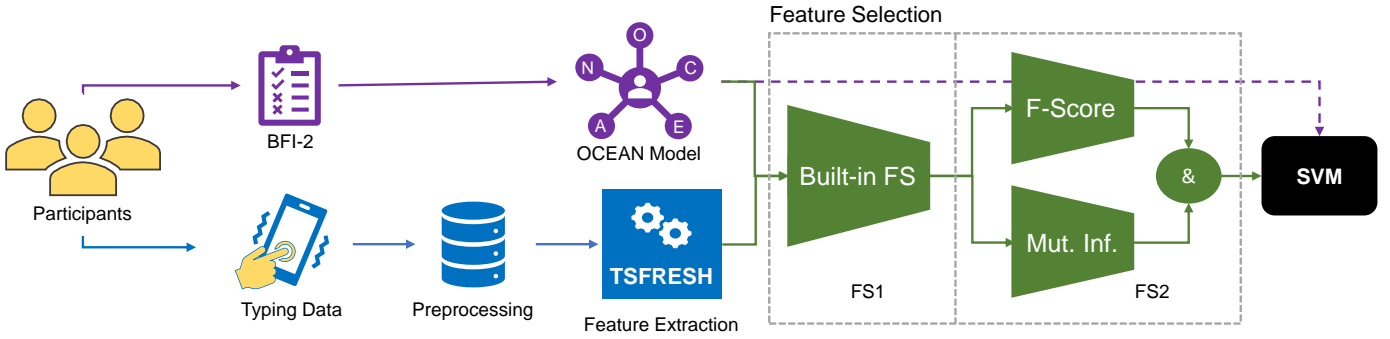 Feature Selection
O
N
C
A
E
BFI-2
OCEAN Model
F-Score
Built-in FS
&
SVM
Participants
Mut. Inf.
TSFRESH
FS1
FS2
Typing Data
Preprocessing
Feature Extraction